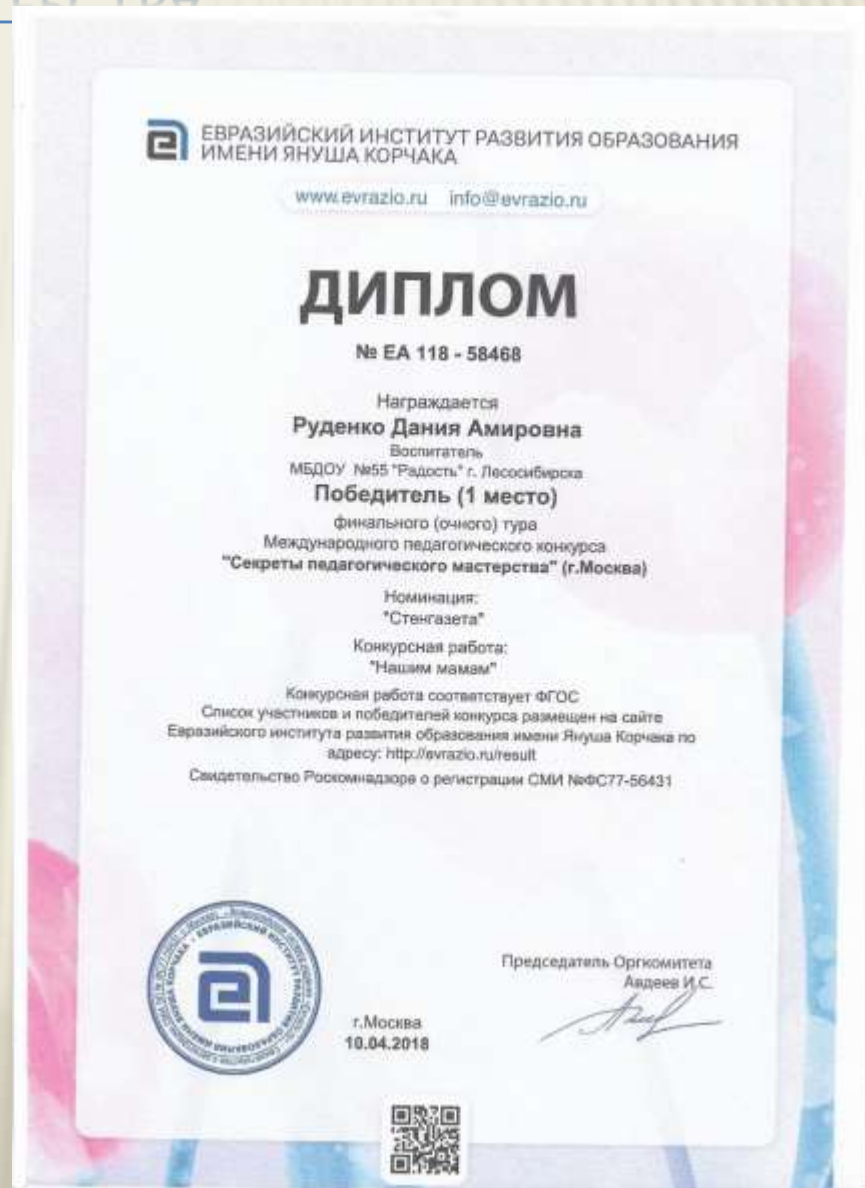 ЕВРАЗИЙСКИЙ ИНСТИТУТ РАЗВИТИЯ ОБРАЗОВАНИЯ
ИМЕНИ ЯНУША КОРЧАКА
www.evrazio.ru info@evrazio.ru
ДИПЛОМ
№ ЕА 118 - 58468
Награждается
Руденко Дания Амировна
Воспитатель
МБДОУ №55 "Радость" г. Лесосибирска
Победитель (1 место)
финального (очного) тура
Международного педагогического конкурса
"Секреты педагогического мастерства" (г.Москва)
Номинация:
"Стенгазета"
Конкурсная работа:
"Нашим мамам"
Конкурсная работа соответствует ФГОС
Список участников и победителей конкурса размещен на сайте
Евразийского института развития образования имени Януша Корчака по
адресу: http://evrazio.ru/result
Свидетельство Роскомнадзора о регистрации СМИ №ФС77-56431
Председатель Оргкомитета
Авдеев И.С.
г.Москва
10.04.2018